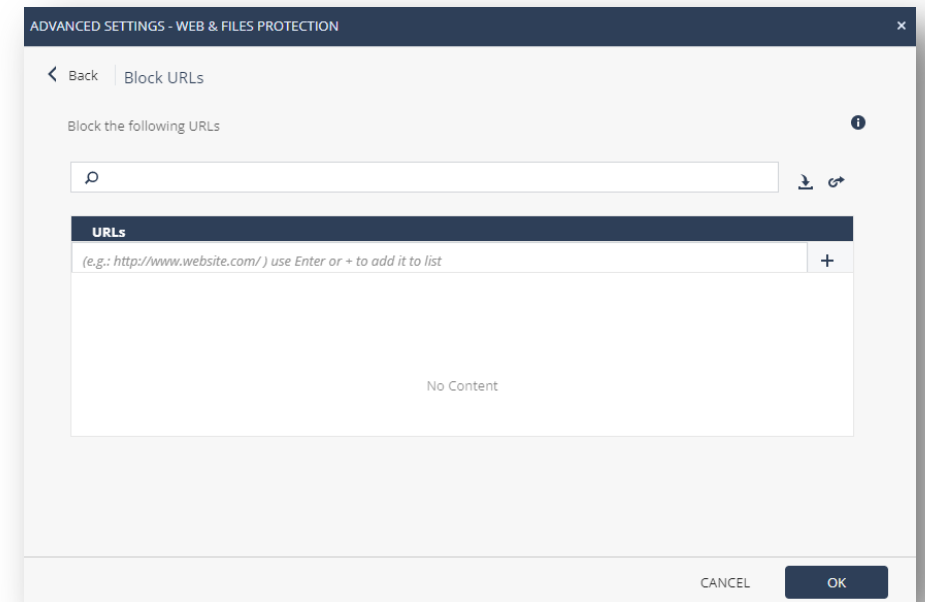 ADVANCED SETTINGS - WEB & FILES PROTECTION
Back
Block URLs
Block the following URLs
URLs
(e.g.: http://www.website.com/ ) use Enter or + to add it to list
No Content
CANCEL
OK